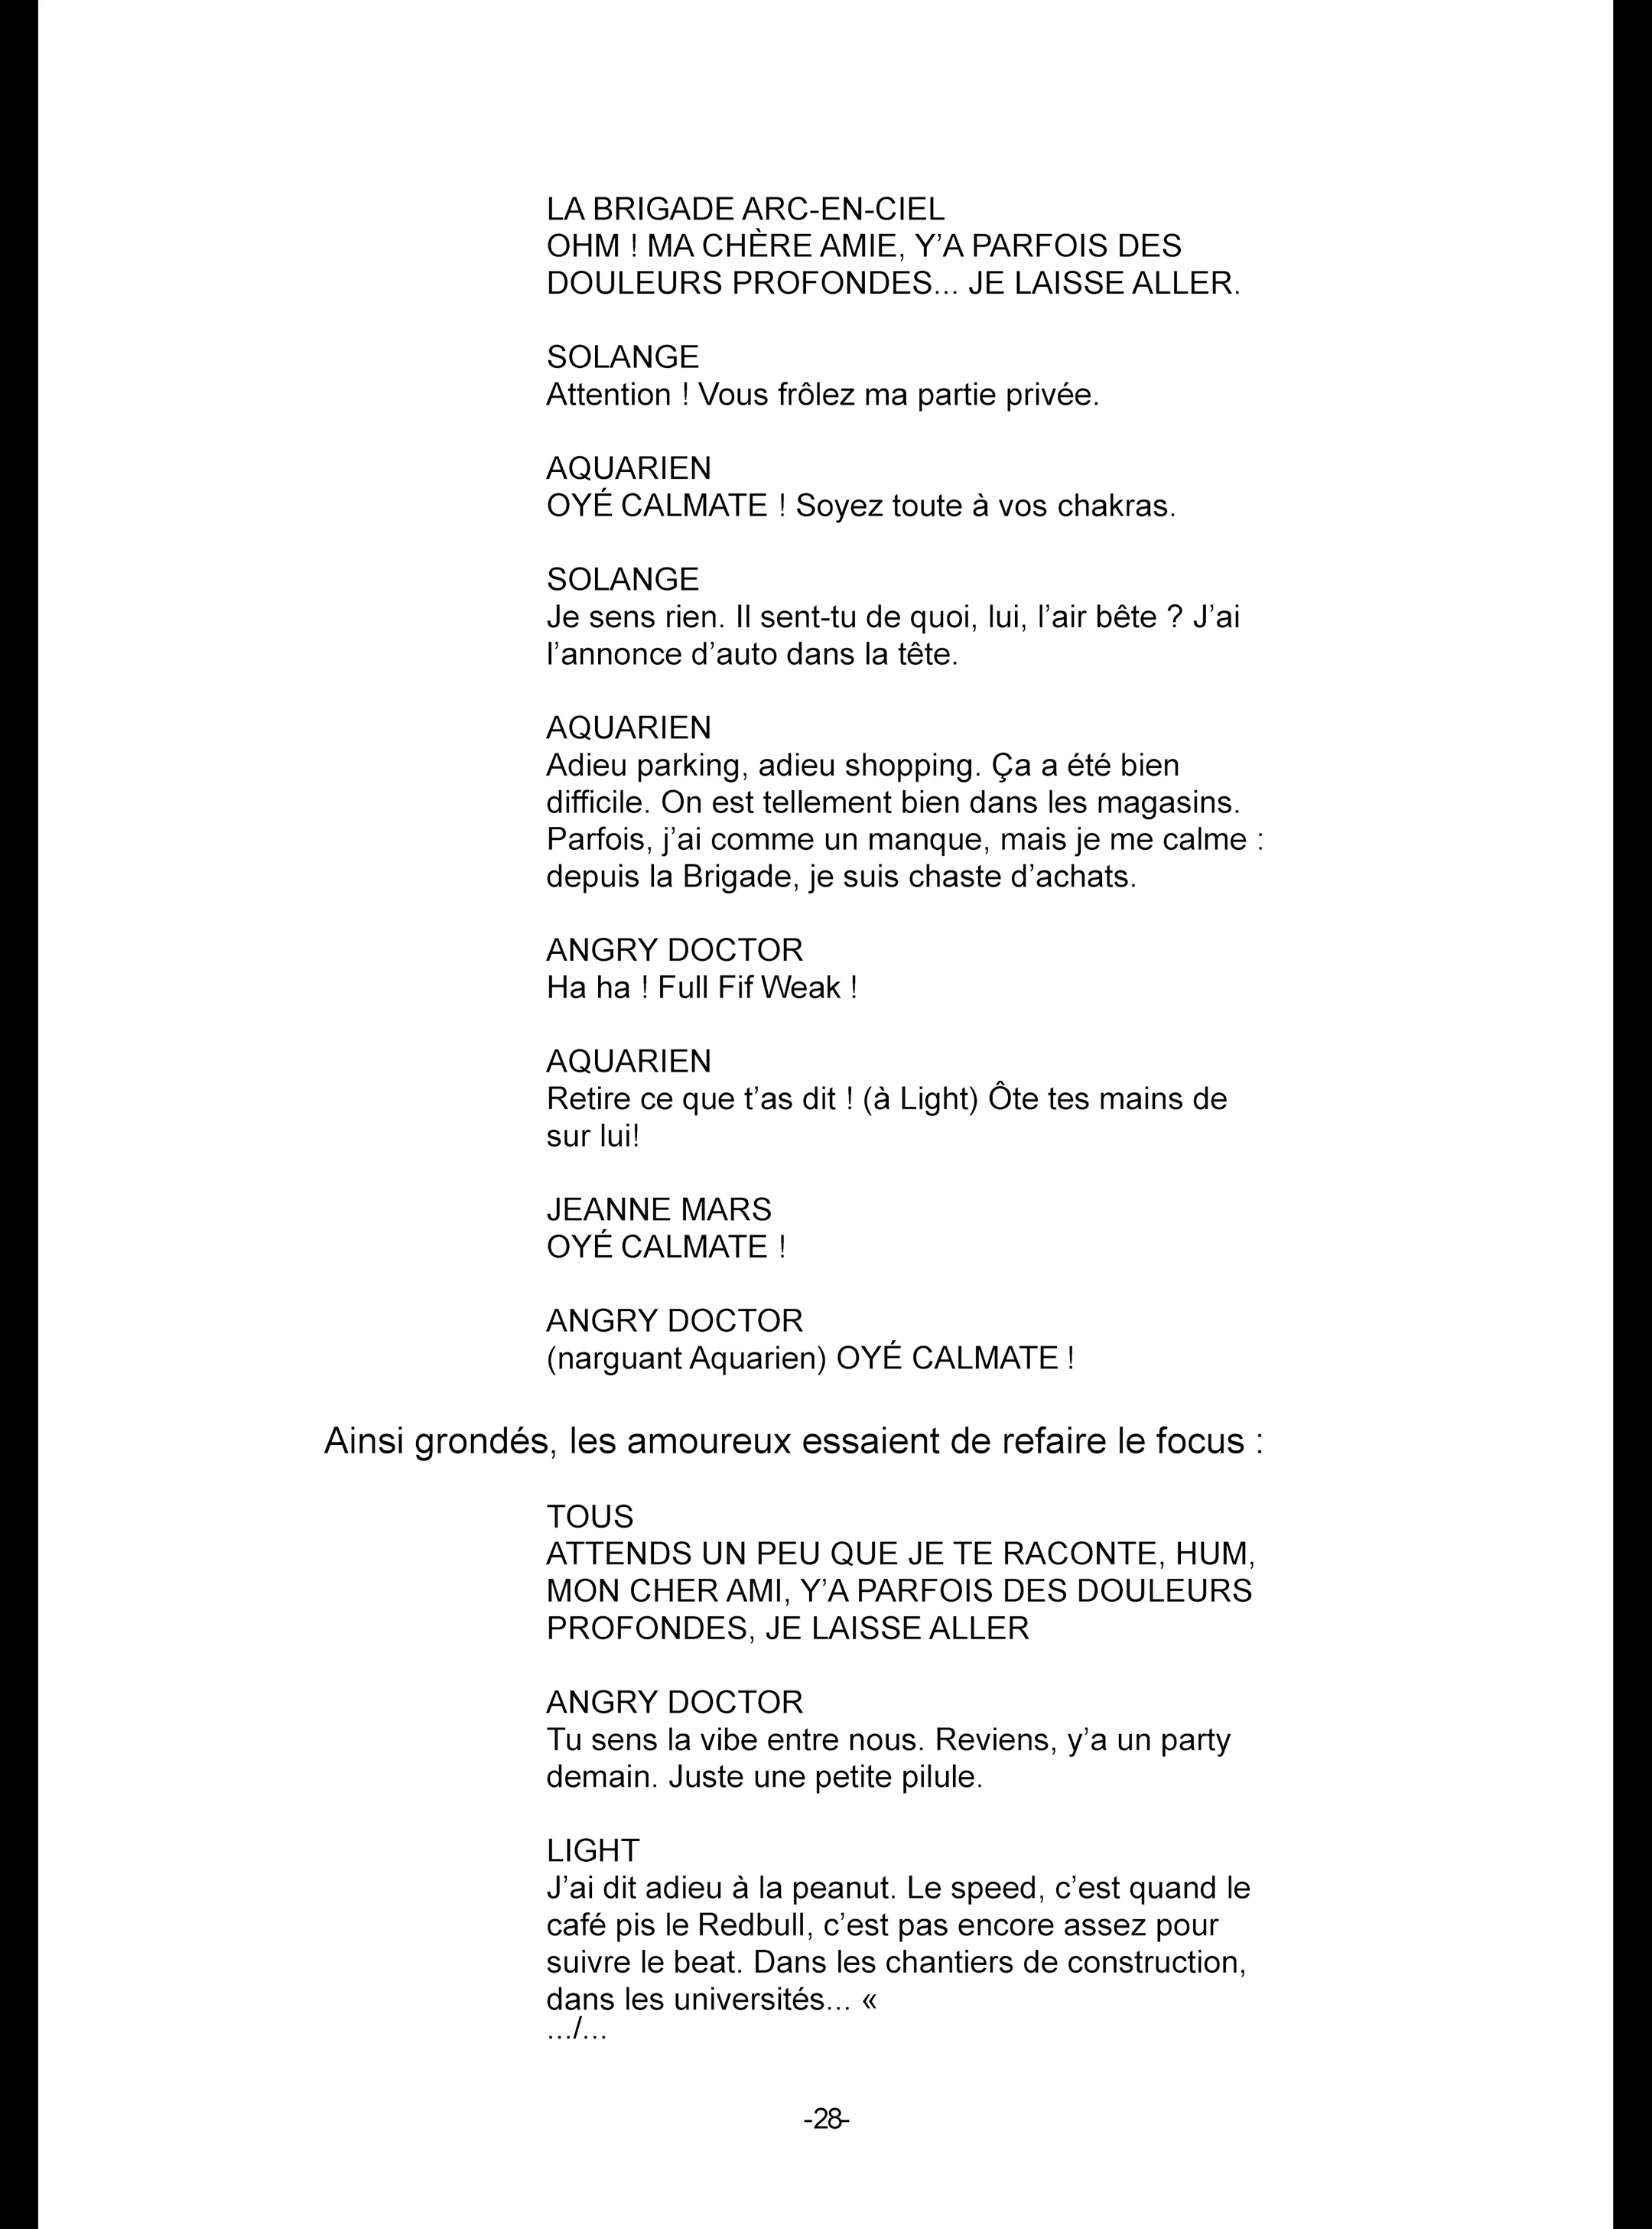 LA BRIGADE ARC-EN-CIEL
OHM ! MA CHÈRE AMIE, Y’A PARFOIS DES
DOULEURS PROFONDES... JE LAISSE ALLER.
SOLANGE
Attention ! Vous frôlez ma partie privée.
AQUARIEN
OYÉ CALMATE ! Soyez toute à vos chakras.
SOLANGE
Je sens rien. Il sent-tu de quoi, lui, l’air bête ? J’ai
l’annonce d’auto dans la tête.
AQUARIEN
Adieu parking, adieu shopping. Ça a été bien
difficile. On est tellement bien dans les magasins.
Parfois, j’ai comme un manque, mais je me calme :
depuis la Brigade, je suis chaste d’achats.
ANGRY DOCTOR
Ha ha ! Full Fif Weak !
AQUARIEN
Retire ce que t’as dit ! (à Light) Ôte tes mains de
sur lui!
JEANNE MARS
OYÉ CALMATE !
ANGRY DOCTOR
(narguant Aquarien) OYÉ CALMATE !
Ainsi grondés, les amoureux essaient de refaire le focus :
TOUS
ATTENDS UN PEU QUE JE TE RACONTE, HUM,
MON CHER AMI, Y’A PARFOIS DES DOULEURS
PROFONDES, JE LAISSE ALLER
ANGRY DOCTOR
Tu sens la vibe entre nous. Reviens, y’a un party
demain. Juste une petite pilule.
LIGHT
J’ai dit adieu à la peanut. Le speed, c’est quand le
café pis le Redbull, c’est pas encore assez pour
suivre le beat. Dans les chantiers de construction,
dans les universités... «
.../...
-28-